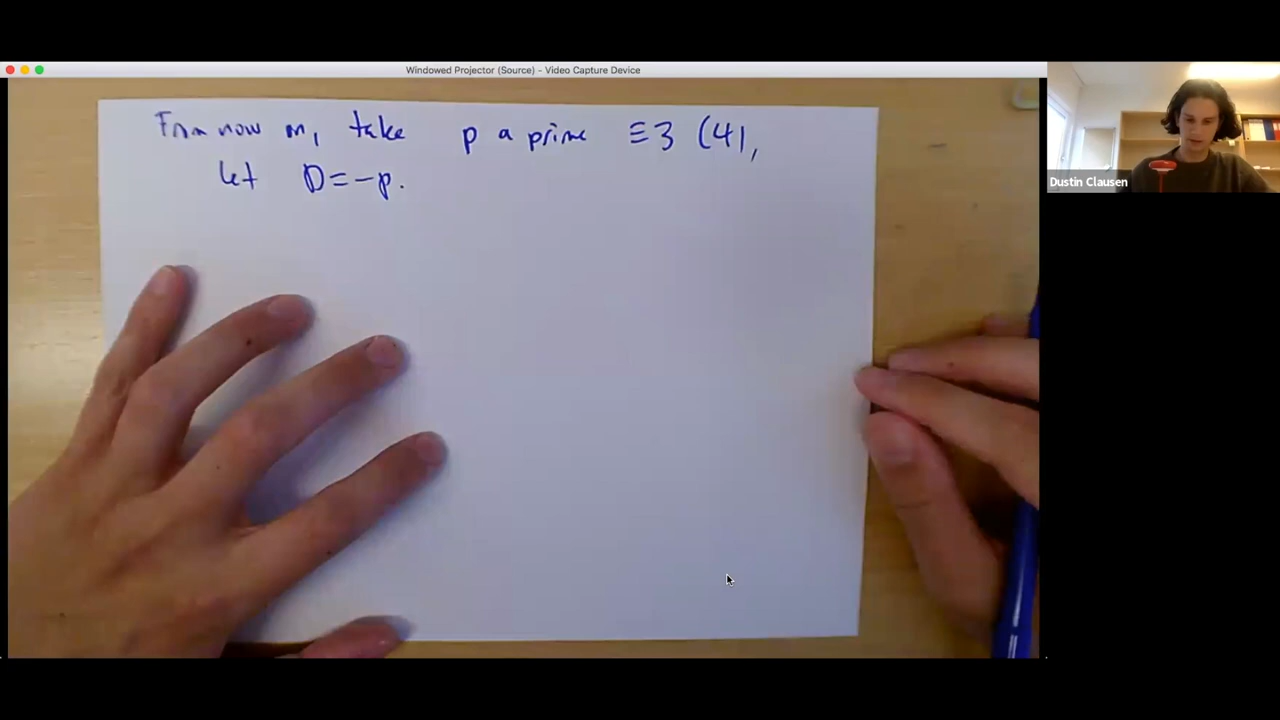 Windowed Projector (Source) - Video Capture Device
From now on, take p a prime ≡ 3 (4),
let D = -p.
Dustin Clausen